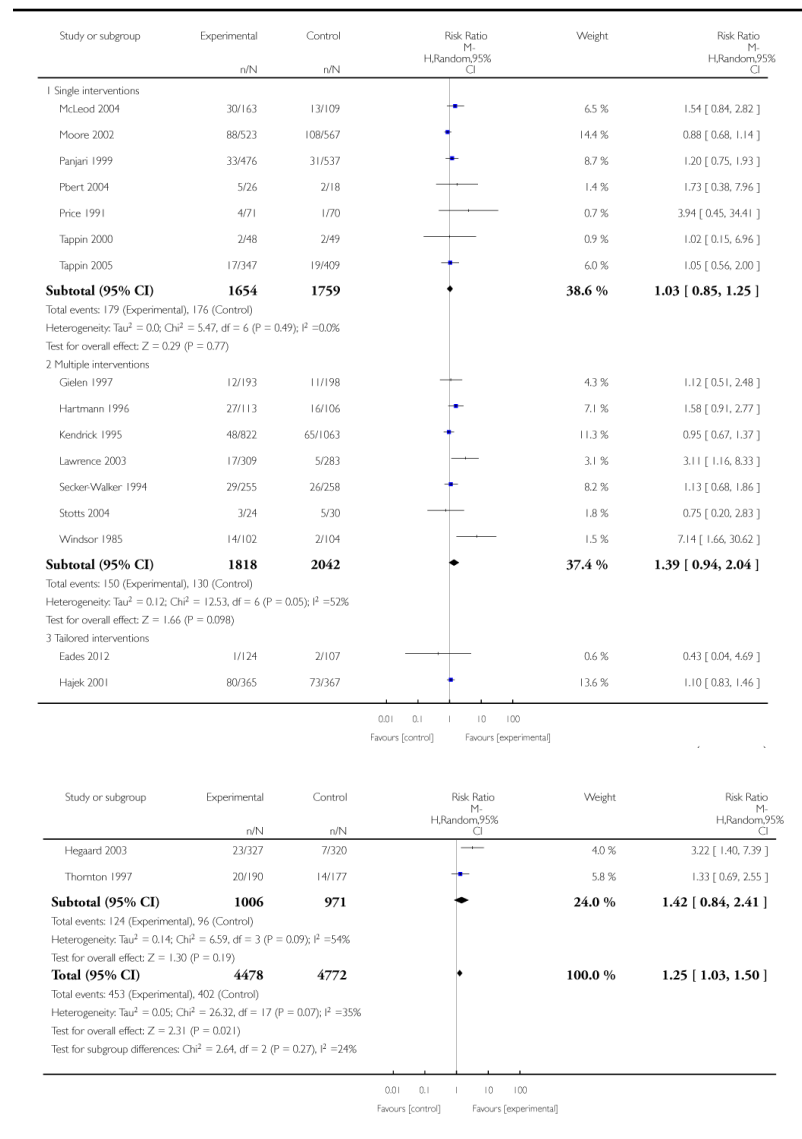 Study or subgroup Experimental Control Risk Ratio Weight Risk Ratio
M-
H,Random,95%
CI
M-
H,Random,95%
CI
n/N n/N
1 Single interventions
McLeod 2004 30/163 13/109 6.5 % 1.54 [ 0.84, 2.82 ]
Moore 2002 88/523 108/567 14.4 % 0.88 [ 0.68, 1.14 ]
Panjari 1999 33/476 31/537 8.7 % 1.20 [ 0.75, 1.93 ]
Pbert 2004 5/26 2/18 1.4 % 1.73 [ 0.38, 7.96 ]
Price 1991 4/71 1/70 0.7 % 3.94 [ 0.45, 34.41 ]
Tappin 2000 2/48 2/49 0.9 % 1.02 [ 0.15, 6.96 ]
Tappin 2005 17/347 19/409 6.0 % 1.05 [ 0.56, 2.00 ]
Subtotal (95% CI) 1654 1759 38.6 % 1.03 [ 0.85, 1.25 ]
Total events: 179 (Experimental), 176 (Control)
Heterogeneity: Tau² = 0.0; Chi² = 5.47, df = 6 (P = 0.49); I² =0.0%
Test for overall effect: Z = 0.29 (P = 0.77)
2 Multiple interventions
Gielen 1997 12/193 11/198 4.3 % 1.12 [ 0.51, 2.48 ]
Hartmann 1996 27/113 16/106 7.1 % 1.58 [ 0.91, 2.77 ]
Kendrick 1995 48/822 65/1063 11.3 % 0.95 [ 0.67, 1.37 ]
Lawrence 2003 17/309 5/283 3.1 % 3.11 [ 1.16, 8.33 ]
Secker-Walker 1994 29/255 26/258 8.2 % 1.13 [ 0.68, 1.86 ]
Stotts 2004 3/24 5/30 1.8 % 0.75 [ 0.20, 2.83 ]
Windsor 1985 14/102 2/104 1.5 % 7.14 [ 1.66, 30.62 ]
Subtotal (95% CI) 1818 2042 37.4 % 1.39 [ 0.94, 2.04 ]
Total events: 150 (Experimental), 130 (Control)
Heterogeneity: Tau² = 0.12; Chi² = 12.53, df = 6 (P = 0.05); I² =52%
Test for overall effect: Z = 1.66 (P = 0.098)
3 Tailored interventions
Eades 2012 1/124 2/107 0.6 % 0.43 [ 0.04, 4.69 ]
Hajek 2001 80/365 73/367 13.6 % 1.10 [ 0.83, 1.46 ]
0.01 0.1 1 10 100
Favours [control] Favours [experimental]
Study or subgroup Experimental Control Risk Ratio Weight Risk Ratio
M-
H,Random,95%
CI
M-
H,Random,95%
CI
n/N n/N
Hegaard 2003 23/327 7/320 4.0 % 3.22 [ 1.40, 7.39 ]
Thornton 1997 20/190 14/177 5.8 % 1.33 [ 0.69, 2.55 ]
Subtotal (95% CI) 1006 971 24.0 % 1.42 [ 0.84, 2.41 ]
Total events: 124 (Experimental), 96 (Control)
Heterogeneity: Tau² = 0.14; Chi² = 6.59, df = 3 (P = 0.09); I² =54%
Test for overall effect: Z = 1.30 (P = 0.19)
Total (95% CI) 4478 4772 100.0 % 1.25 [ 1.03, 1.50 ]
Total events: 453 (Experimental), 402 (Control)
Heterogeneity: Tau² = 0.05; Chi² = 26.32, df = 17 (P = 0.07); I² =35%
Test for overall effect: Z = 2.31 (P = 0.021)
Test for subgroup differences: Chi² = 2.64, df = 2 (P = 0.27), I² =24%
0.01 0.1 1 10 100
Favours [control] Favours [experimental]